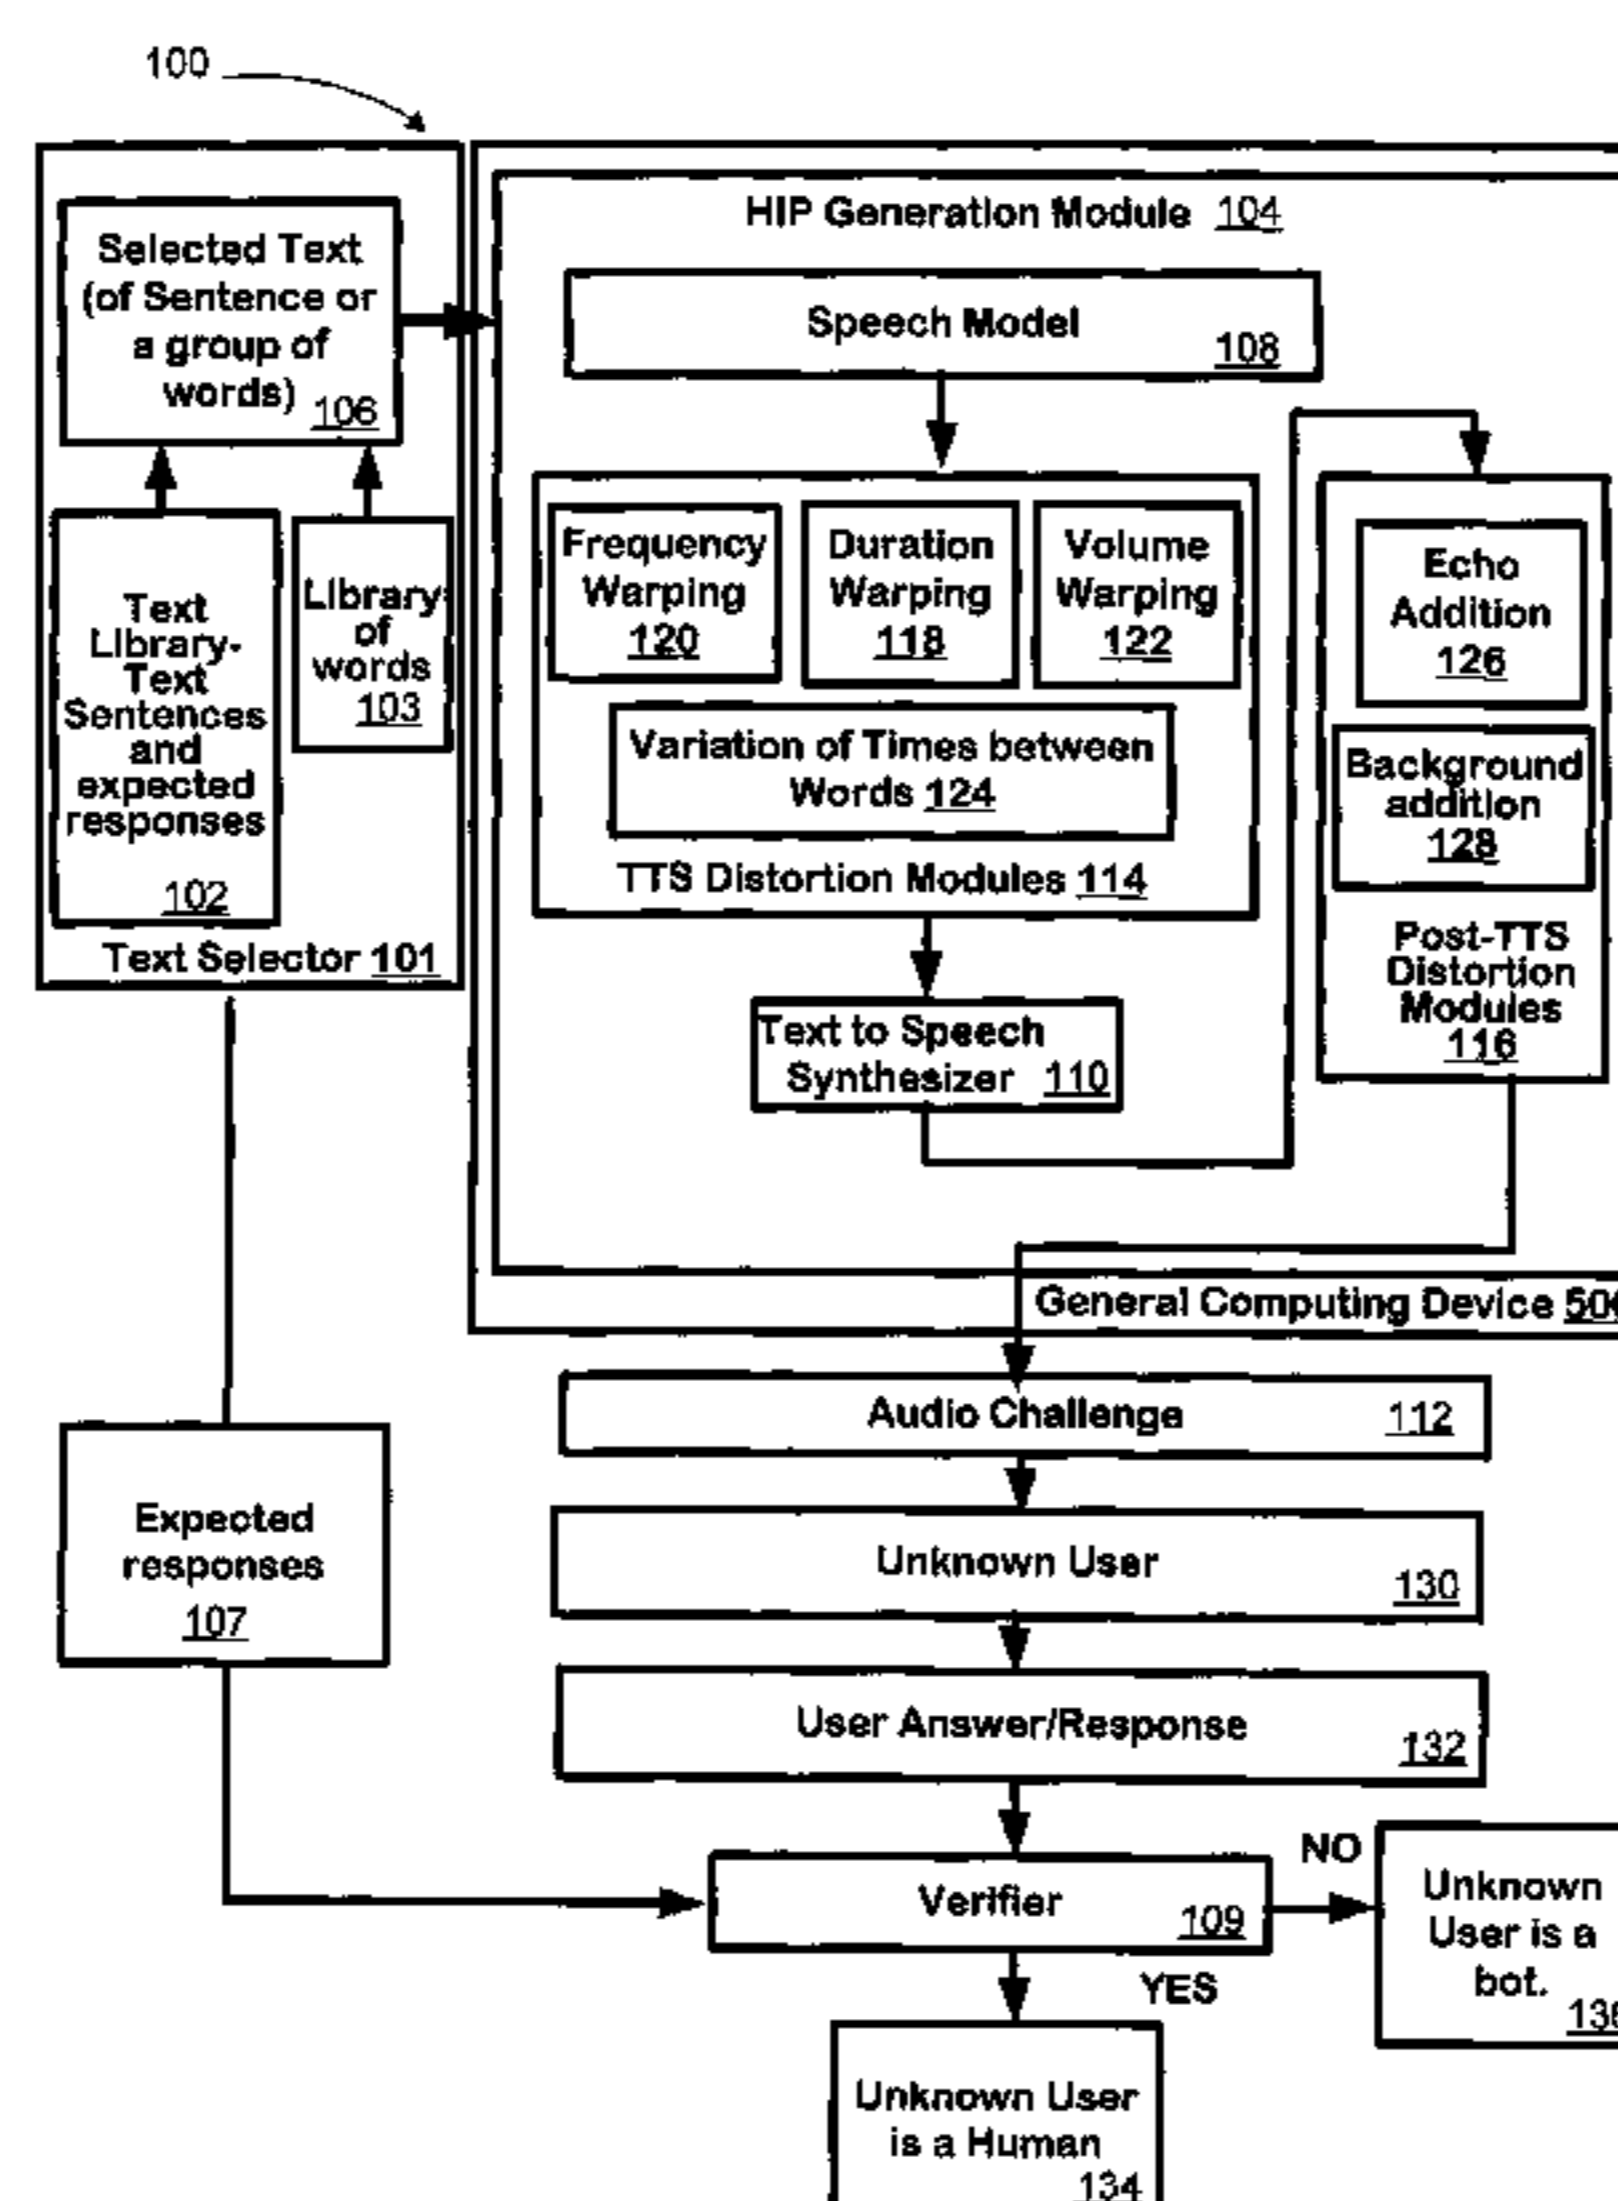 100
Selected Text
(of Sentence or
a group of
words) 106
Text
Library-
Text
Sentences
and
expected
responses
102
Library
of
words
103
Text Selector 101
HIP Generation Module 104
Speech Model
108
Frequency
Warping
120
Duration
Warping
118
Volume
Warping
122
Variation of Times between
Words 124
TTS Distortion Modules 114
Text to Speech
Synthesizer 110
Echo
Addition
126
Background
addition
128
Post-TTS
Distortion
Modules
116
General Computing Device
Audio Challenge 112
Expected
responses
107
Unknown User
130
User Answer/Response
132
Verifier
109
NO
YES
Unknown
User is a
bot.
136
Unknown User
is a Human
134